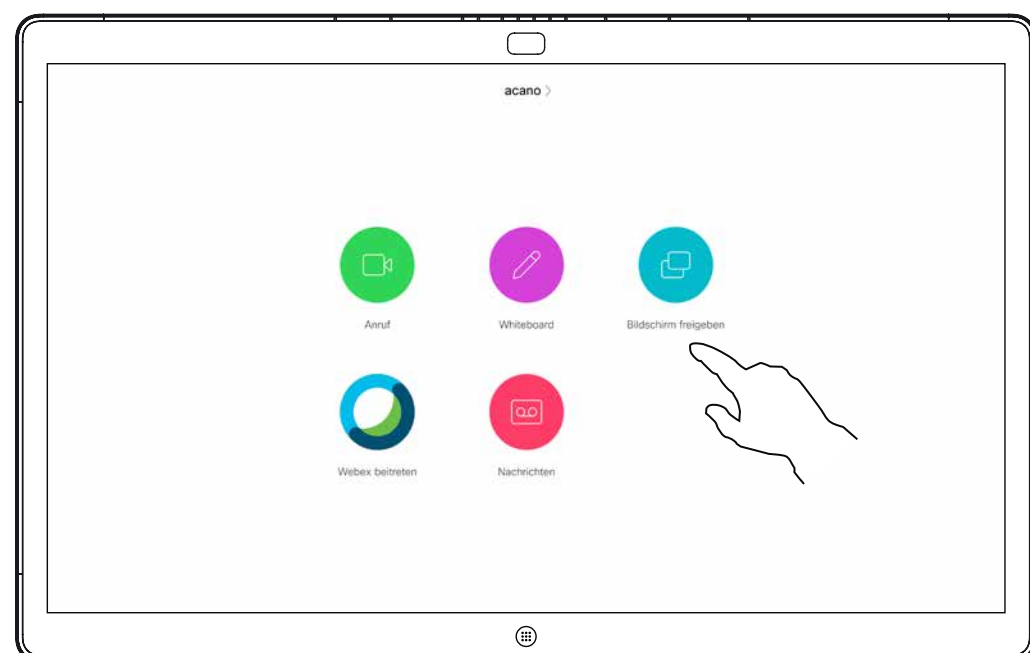 acano
Anruf
Whiteboard
Bildschirm freigeben
Webex beitreten
Nachrichten